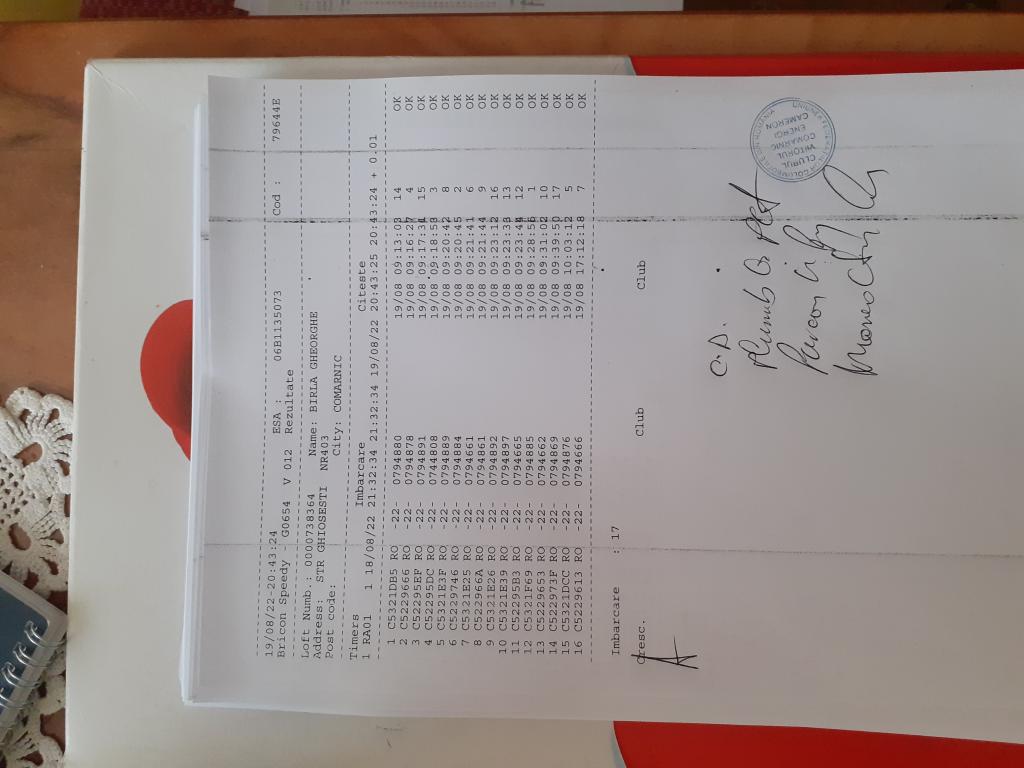 19/08/22-20:43:24
Bricon Speedy - G0654 V 012 ESA : 06B1135073 Cod : 79644E
Rezultate
Loft Numb.: 0000738364 Name: BIRLA GHEORGHE
Address: STR GHIOSESTI NR403
Post code: City: COMARNIC
Timers Imbarcare Citeste
1 RA01 1 18/08/22 21:32:34 21:32:34 19/08/22 20:43:25 20:43:24 + 0.01
1 C5321DB5 RO -22- 0794880 19/08 09:13:03 14 OK
2 C5229666 RO -22- 0794878 19/08 09:16:27 4 OK
3 C52295EF RO -22- 0794891 19/08 09:17:31 15 OK
4 C52295DC RO -22- 0744808 19/08 09:18:53 3 OK
5 C5321E3F RO -22- 0794889 19/08 09:20:42 8 OK
6 C5229746 RO -22- 0794884 19/08 09:20:45 2 OK
7 C5321E25 RO -22- 0794661 19/08 09:21:41 6 OK
8 C522966A RO -22- 0794861 19/08 09:21:44 9 OK
9 C5321E26 RO -22- 0794892 19/08 09:23:12 16 OK
10 C5321E39 RO -22- 0794897 19/08 09:23:33 13 OK
11 C52295B3 RO -22- 0794665 19/08 09:23:44 12 OK
12 C5321F69 RO -22- 0794885 19/08 09:28:56 1 OK
13 C5229653 RO -22- 0794662 19/08 09:31:02 10 OK
14 C522973F RO -22- 0794869 19/08 09:39:50 17 OK
15 C5321DCC RO -22- 0794876 19/08 10:03:12 5 OK
16 C5229613 RO -22- 0794666 19/08 17:12:18 7 OK
Imbarcare : 17
Cresc. Club Club
C.D.
CLUBUL
VIITORUL
COMARNIC
ENERGI
CAMERON